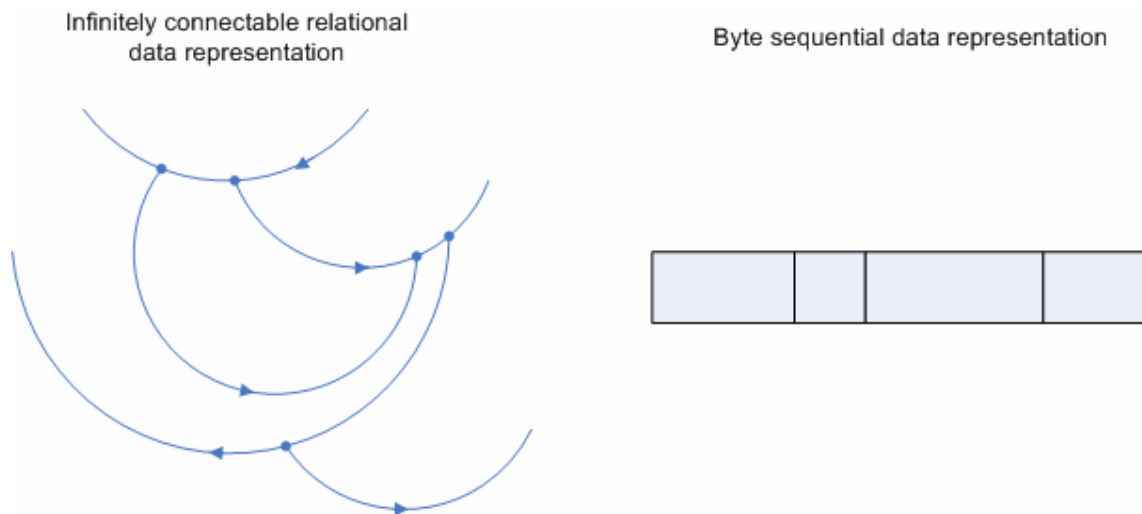 Infinitely connectable relational
data representation
Byte sequential data representation